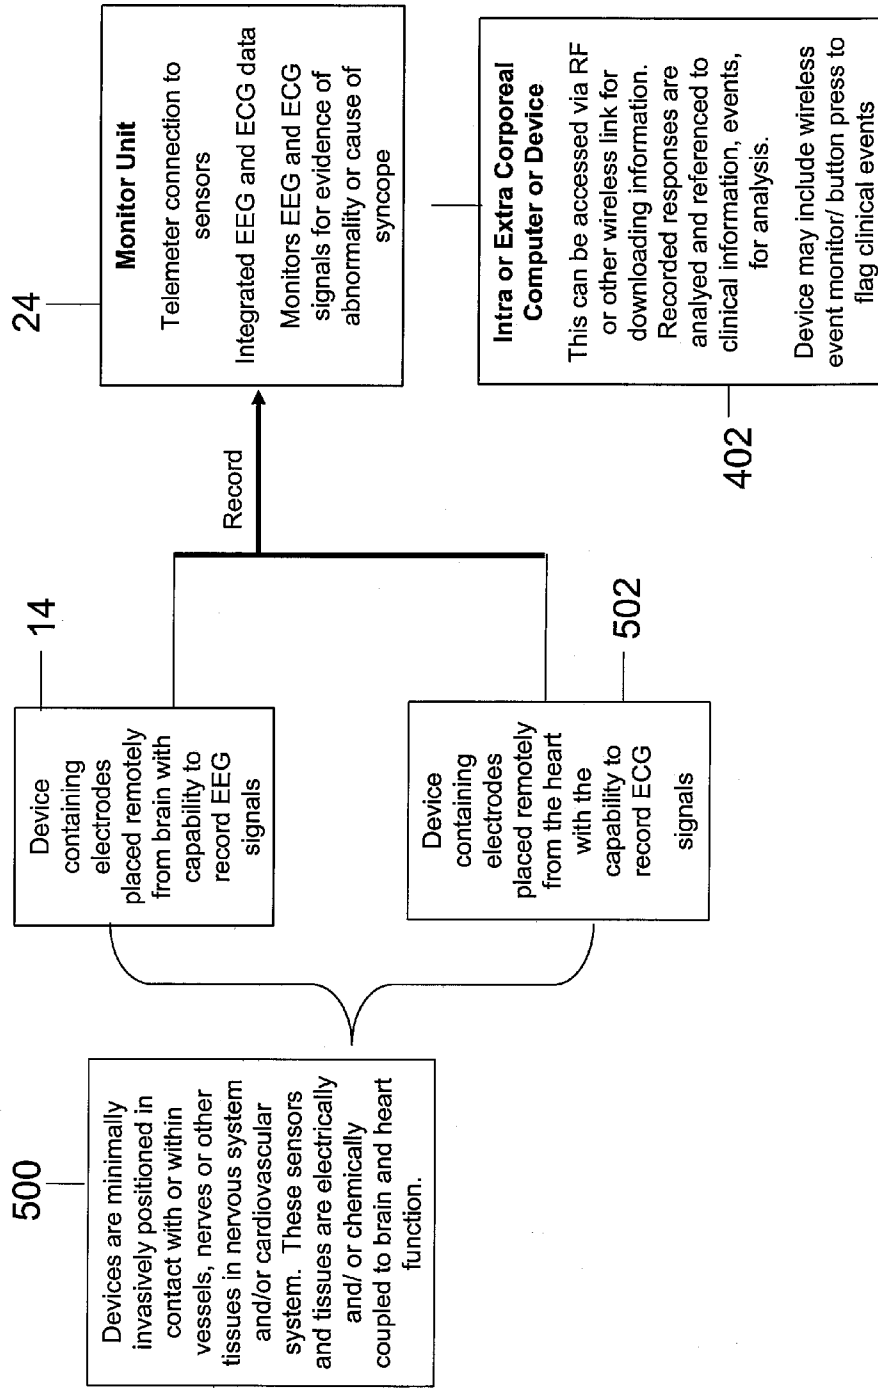 500
Devices are minimally
invasively positioned in
contact with or within
vessels, nerves or other
tissues in nervous system
and/or cardiovascular
system. These sensors
and tissues are electrically
and/ or chemically
coupled to brain and heart
function.
14
Device
containing
electrodes
placed remotely
from brain with
capability to
record EEG
signals
502
Device
containing
electrodes
placed remotely
from the heart
with the
capability to
record ECG
signals
Record
24
Monitor Unit
Telemeter connection to
sensors
Integrated EEG and ECG data
Monitors EEG and ECG
signals for evidence of
abnormality or cause of
syncope
402
Intra or Extra Corporeal
Computer or Device
This can be accessed via RF
or other wireless link for
downloading information.
Recorded responses are
analyed and referenced to
clinical information, events,
for analysis.
Device may include wireless
event monitor/ button press to
flag clinical events